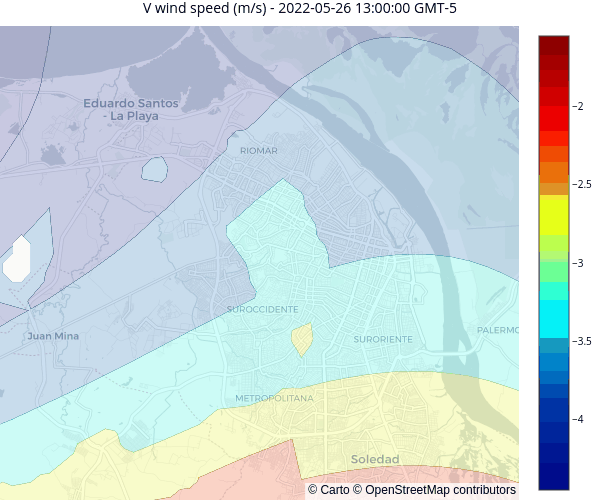 V wind speed (m/s) - 2022-05-26 13:00:00 GMT-5
Eduardo Santos
- La Playa
RIOMAR
−2
−2.5
−3
−3.5
−4
SUROCCIDENTE
Juan Mina
SURORIENTE
PALERMO
METROPOLITANA
Soledad
© Carto © OpenStreetMap contributors